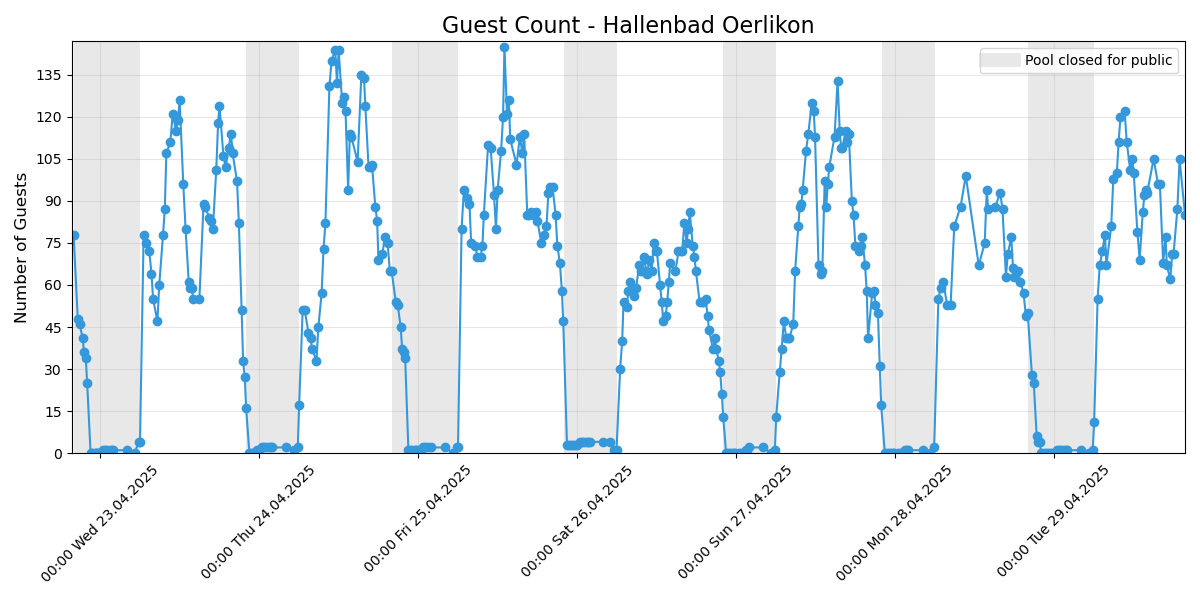 Guest Count - Hallenbad Oerlikon
Pool closed for public
Number of Guests
135
120
105
90
75
60
45
30
15
0
00:00 Wed 23.04.2025
00:00 Thu 24.04.2025
00:00 Fri 25.04.2025
00:00 Sat 26.04.2025
00:00 Sun 27.04.2025
00:00 Mon 28.04.2025
00:00 Tue 29.04.2025